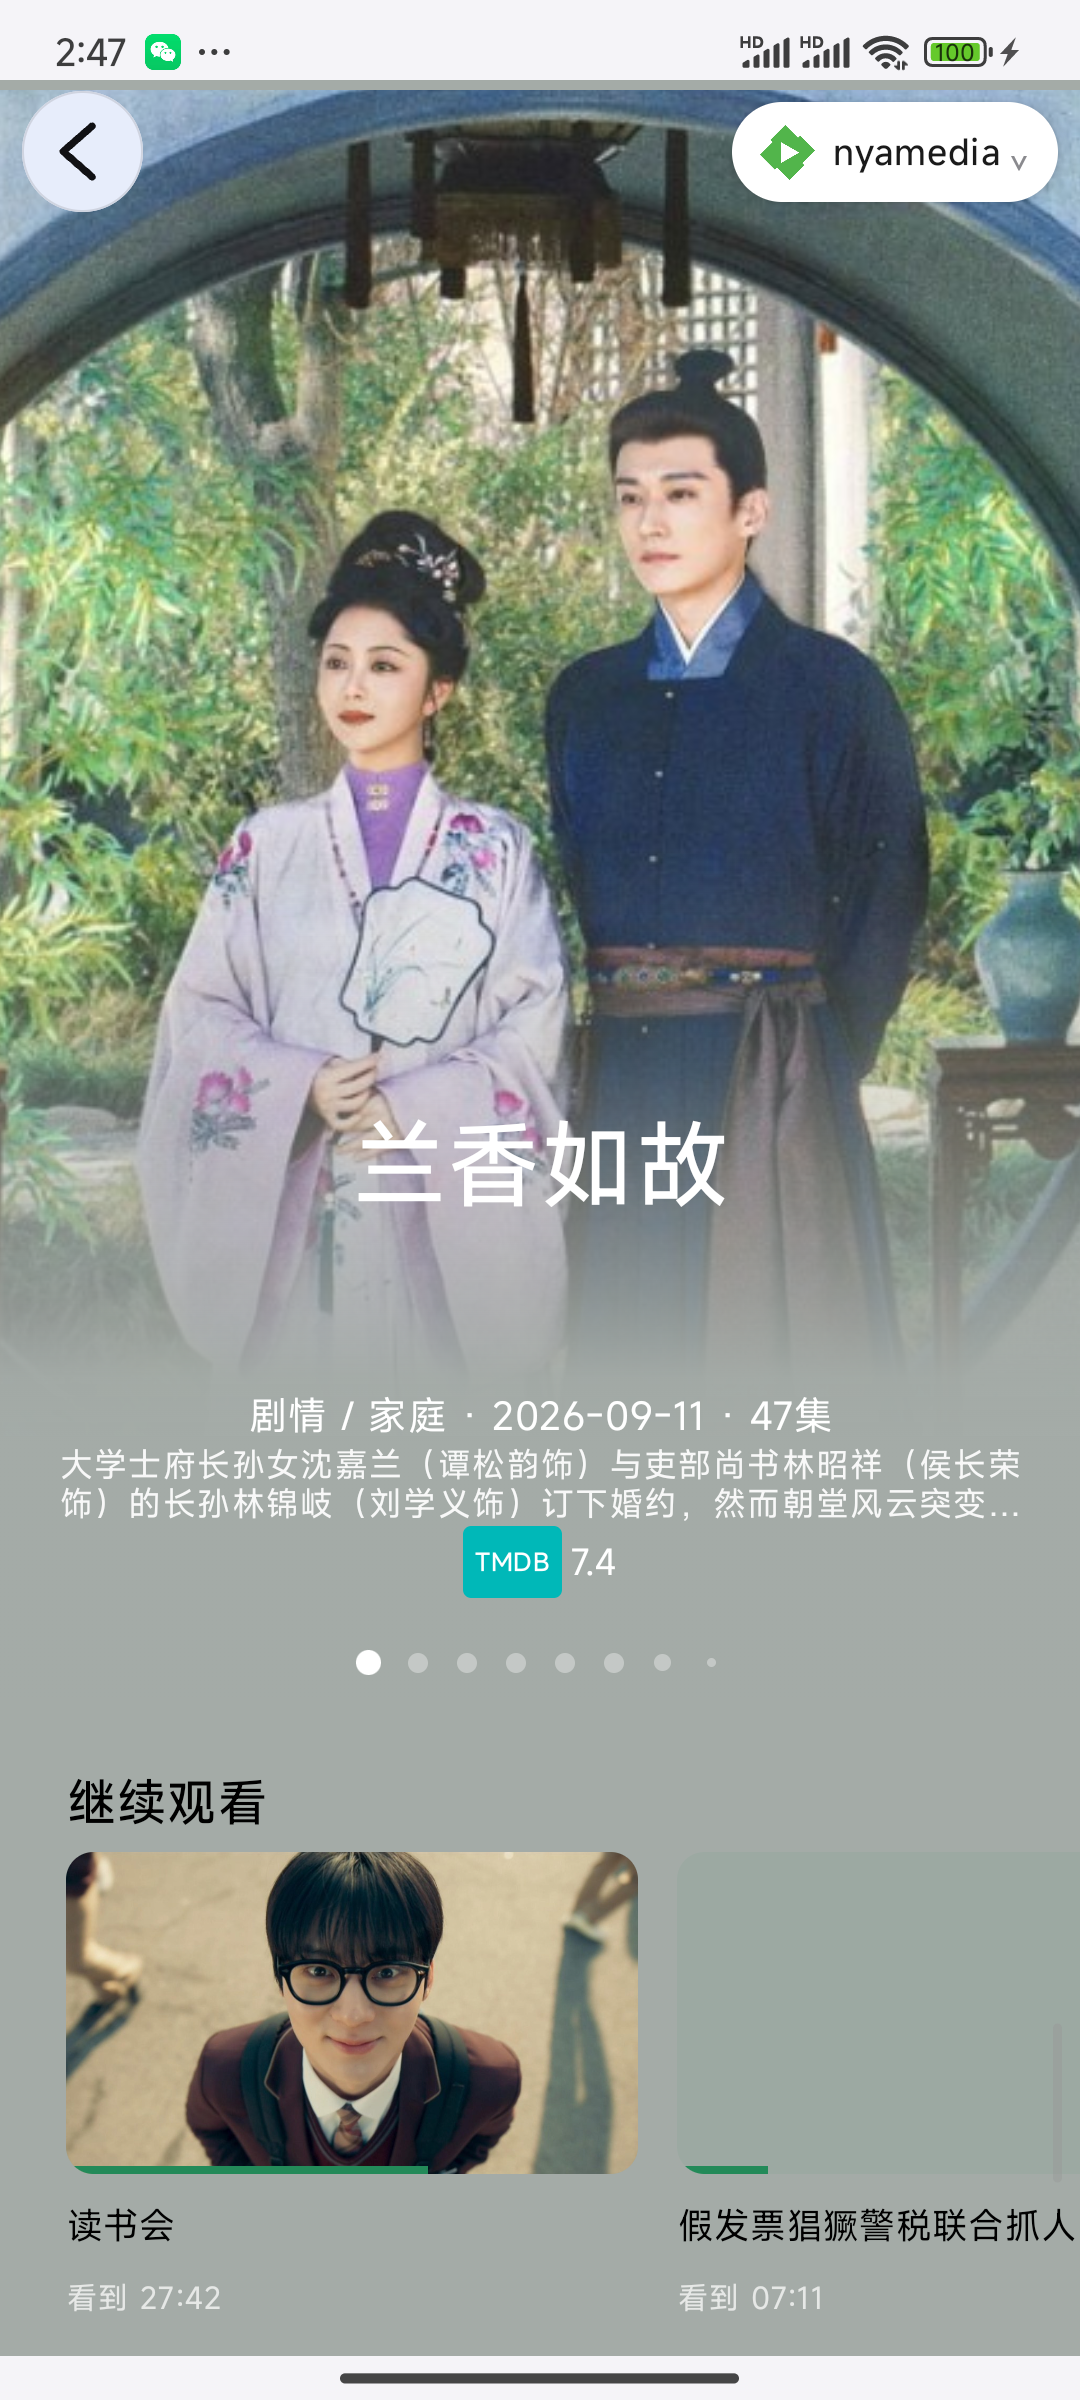 2:47
HD HD 100
nyamedia
兰香如故
剧情 / 家庭 · 2026-09-11 · 47集
大学士府长孙女沈嘉兰（谭松韵饰）与吏部尚书林昭祥（侯长荣
饰）的长孙林锦岐（刘学义饰）订下婚约，然而朝堂风云突变...
TMDB 7.4
继续观看
读书会
假发票猖獗警税联合抓人
看到 27:42
看到 07:11